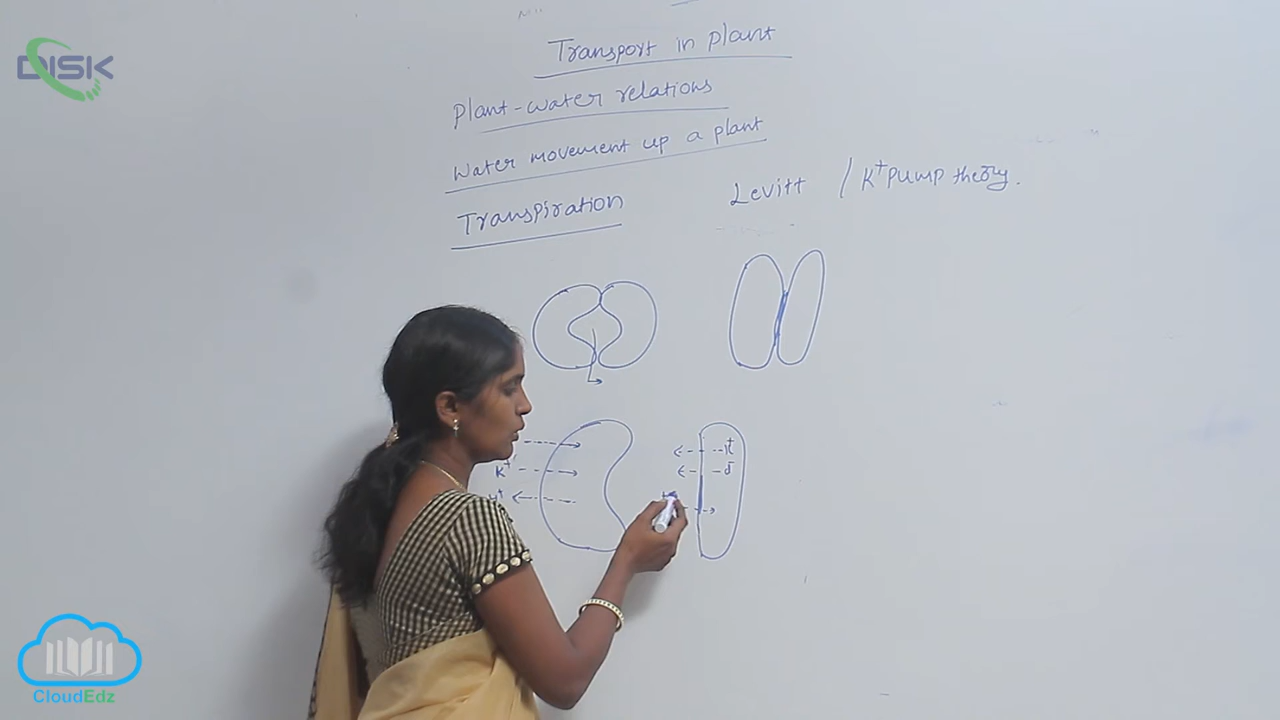 DISK
Transport in plant
Plant-water relations
Water movement up a plant
Transpiration
Levitt / K⁺ pump theory.
K⁺
CloudEdz